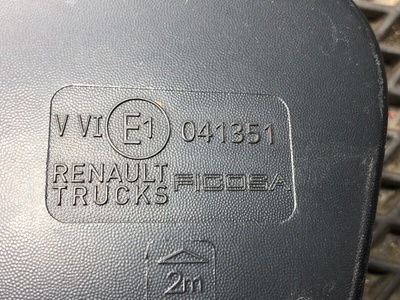 V VI E1 041351
RENAULT
TRUCKS FICOSA
2m